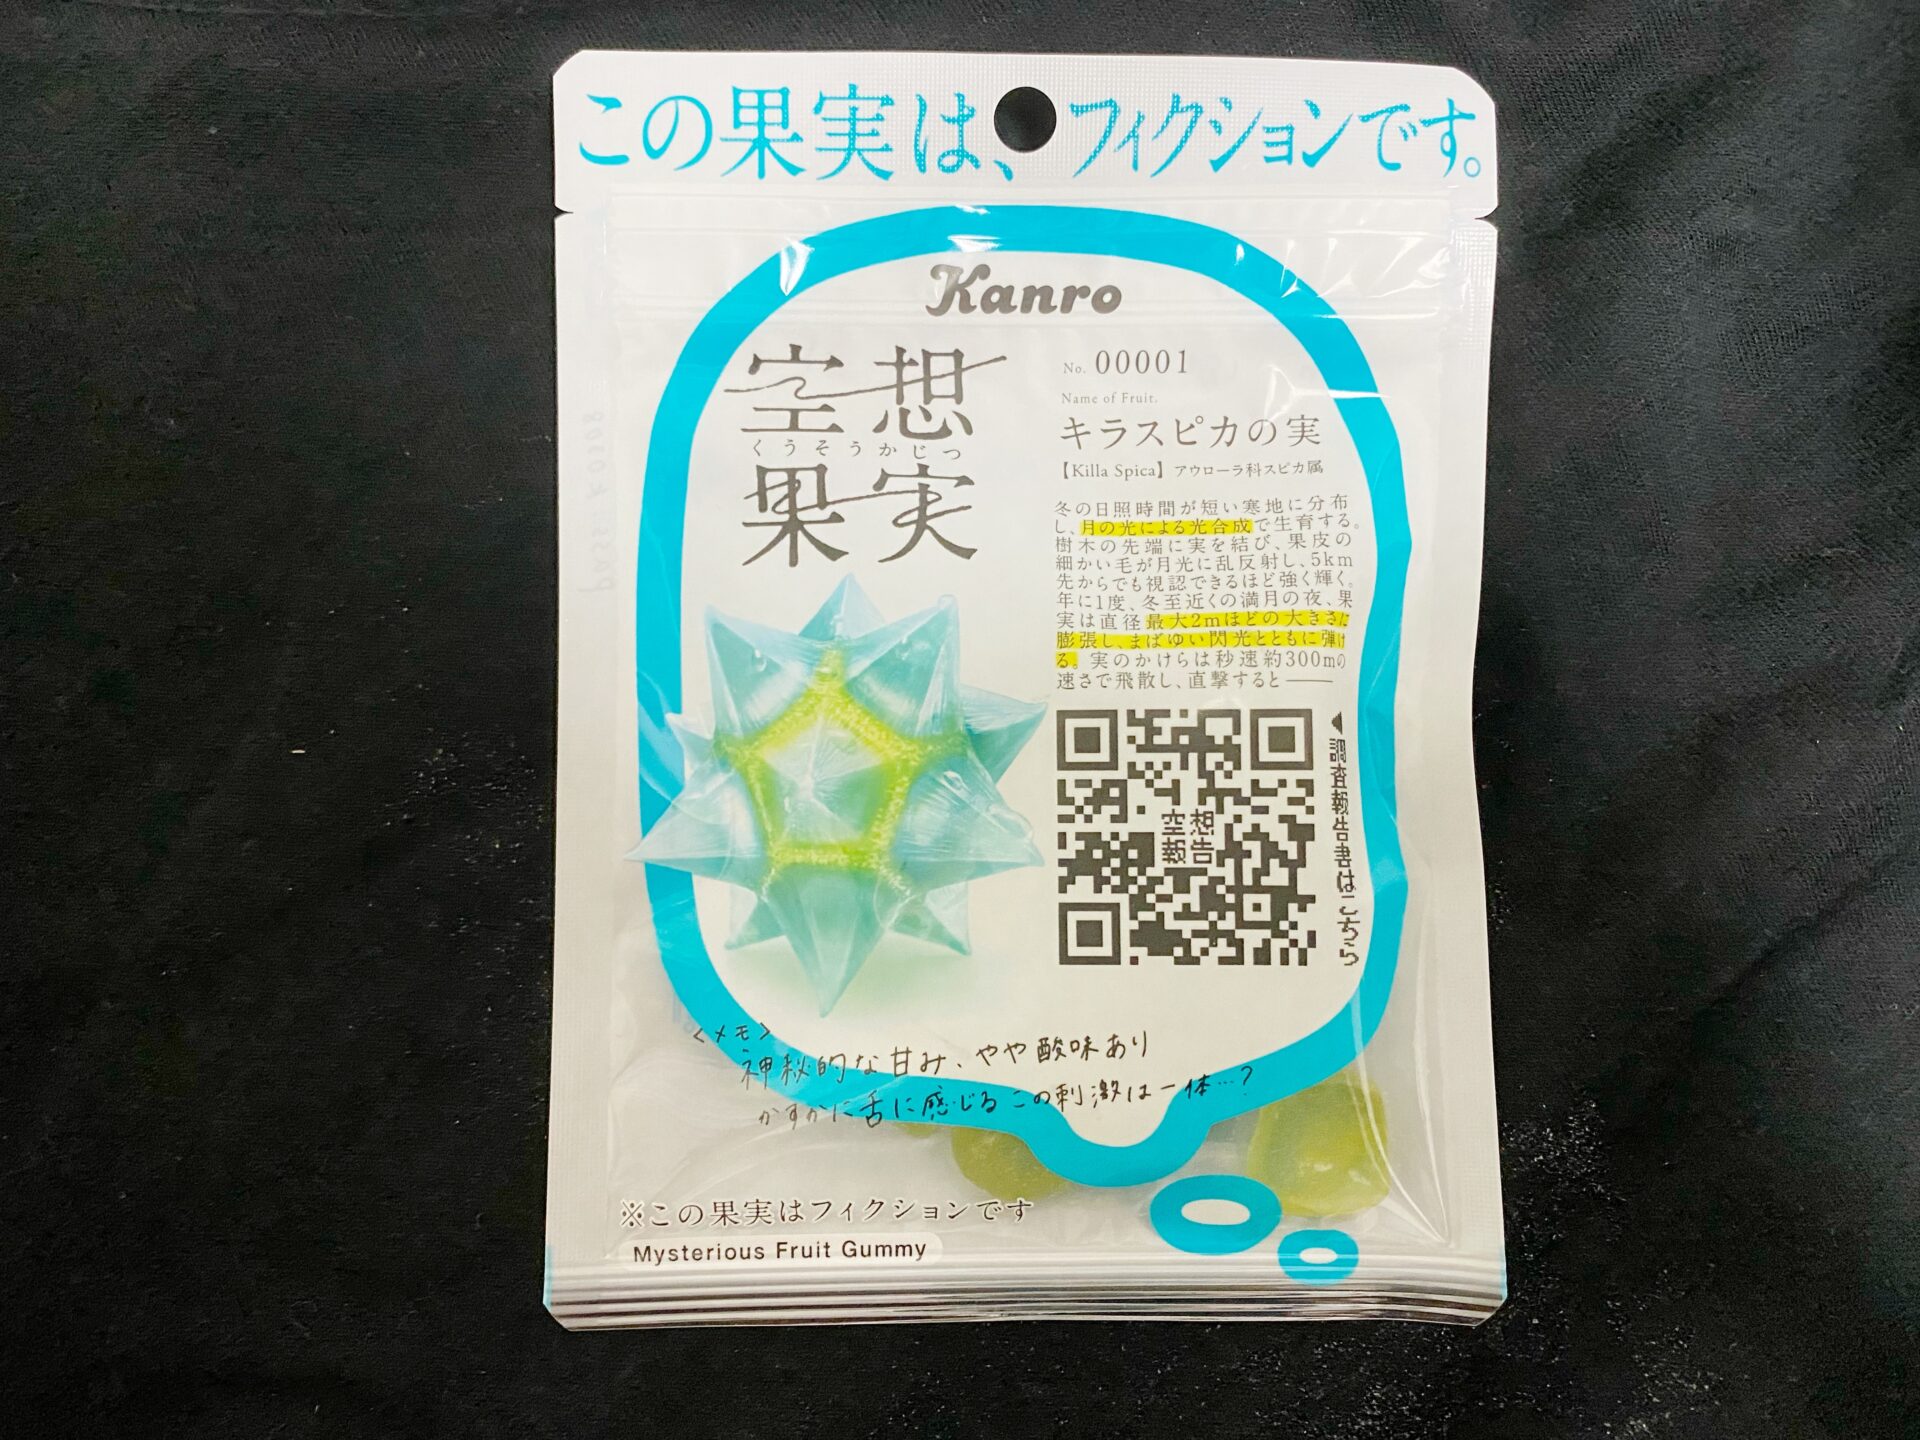 この果実は、フィクションです。
Kanro
空想
くうそうかじつ
果実
No. 00001
Name of Fruit.
キラスピカの実
【Killa Spica】アウローラ科スピカ属
冬の日照時間が短い寒地に分布
し、月の光による光合成で生育する。
樹木の先端に実を結び、果皮の
細かい毛が月光に乱反射し、5km
先からでも視認できるほど強く輝く。
年に1度、冬至近くの満月の夜、果
実は直径最大2mほどの大きさに
膨張し、まばゆい閃光とともに弾け
る。実のかけらは秒速約300mの
速さで飛散し、直撃すると――
空想
報告
▲調査報告書はこちら
<メモ>
神秘的な甘み、やや酸味あり
かすかに舌に感じるこの刺激は一体…?
※この果実はフィクションです
Mysterious Fruit Gummy